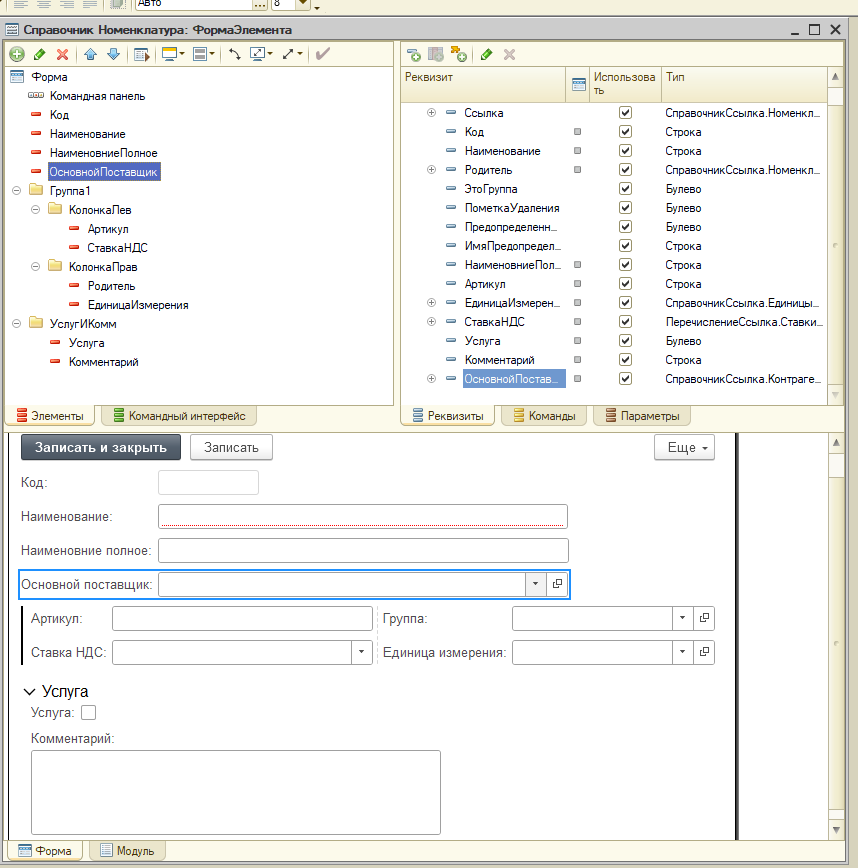 Авто
8
Справочник Номенклатура: ФормаЭлемента
Форма
Командная панель
Код
Наименование
НаименовниеПолное
ОсновнойПоставщик
Группа1
КолонкаЛев
Артикул
СтавкаНДС
КолонкаПрав
Родитель
ЕдиницаИзмерения
УслугИКомм
Услуга
Комментарий
Элементы
Командный интерфейс
Реквизит
Использовать
Тип
Ссылка СправочникСсылка.Номенкл...
Код Строка
Наименование Строка
Родитель СправочникСсылка.Номенкл...
ЭтоГруппа Булево
ПометкаУдаления Булево
Предопределенн... Булево
ИмяПредопредел... Строка
НаименовниеПол... Строка
Артикул Строка
ЕдиницаИзмерен... СправочникСсылка.Единицы...
СтавкаНДС ПеречислениеСсылка.Ставки...
Услуга Булево
Комментарий Строка
ОсновнойПостав... СправочникСсылка.Контраге...
Реквизиты
Команды
Параметры
Записать и закрыть
Записать
Еще
Код:
Наименование:
Наименовние полное:
Основной поставщик:
Артикул:
Группа:
Ставка НДС:
Единица измерения:
Услуга
Услуга:
Комментарий:
Форма
Модуль